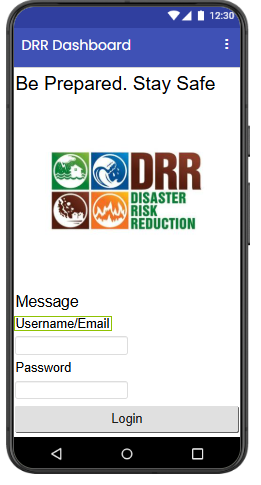 12:30
DRR Dashboard
Be Prepared. Stay Safe
DRR
DISASTER
RISK
REDUCTION
Message
Username/Email
Password
Login